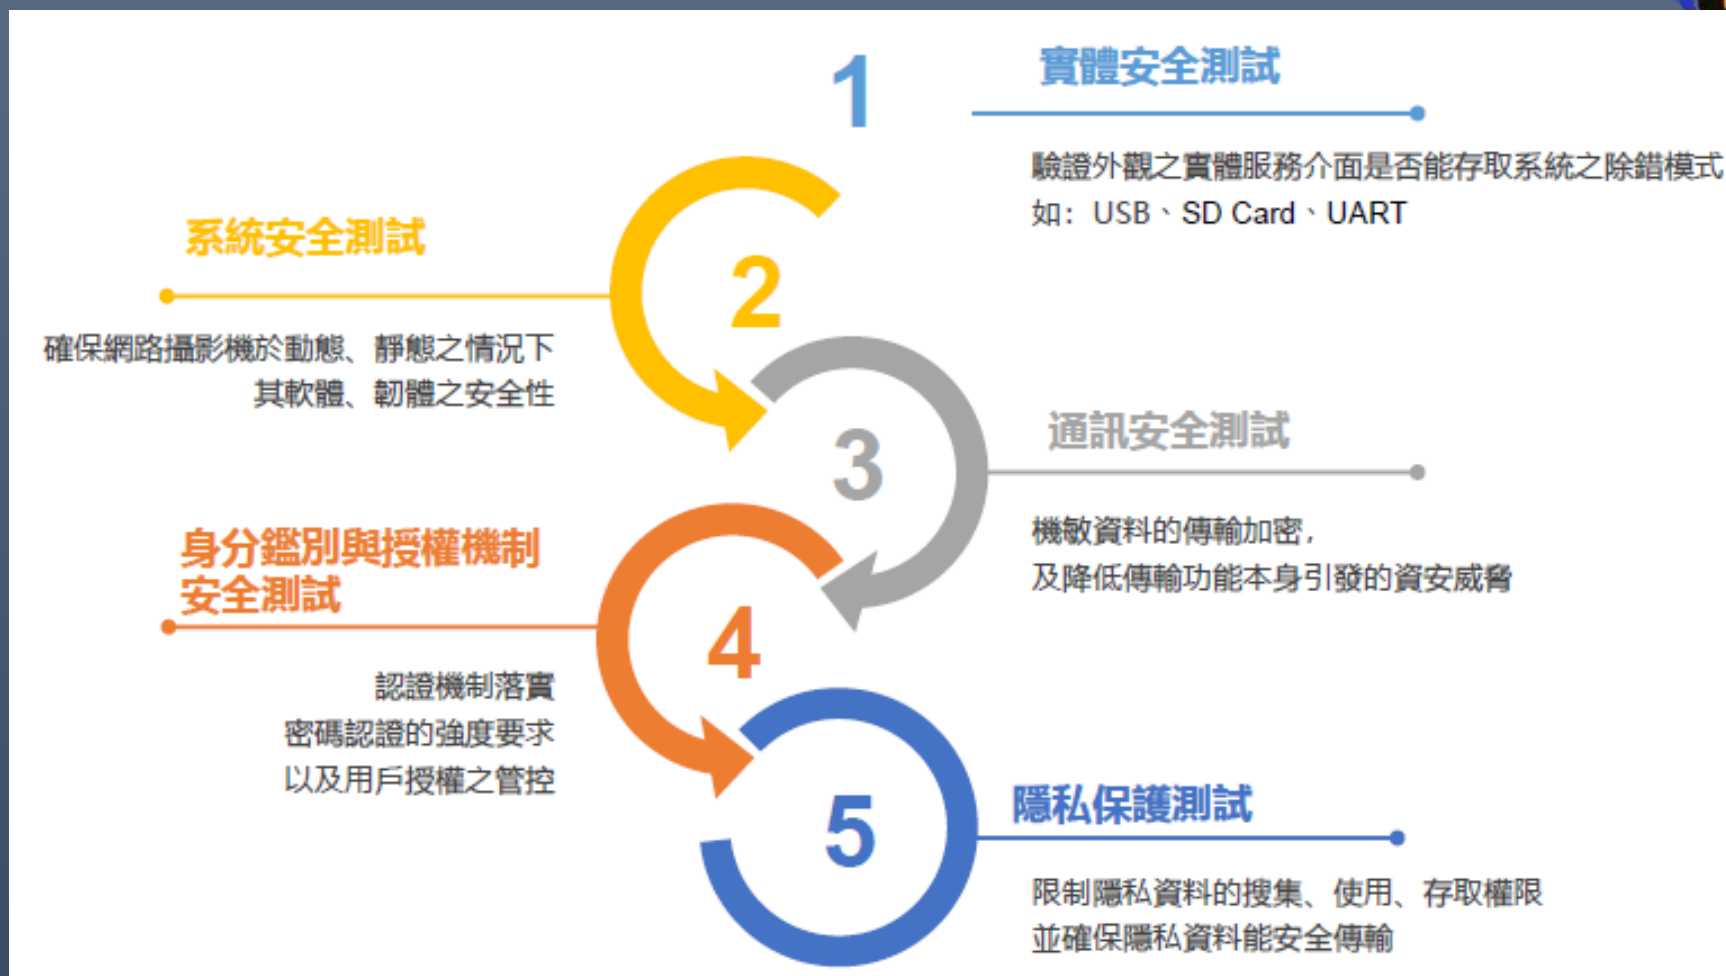 1
實體安全測試
驗證外觀之實體服務介面是否能存取系統之除錯模式
如：USB、SD Card、UART
2
系統安全測試
確保網路攝影機於動態、靜態之情況下
其軟體、韌體之安全性
3
通訊安全測試
機敏資料的傳輸加密，
及降低傳輸功能本身引發的資安威脅
4
身分鑑別與授權機制
安全測試
認證機制落實
密碼認證的強度要求
以及用戶授權之管控
5
隱私保護測試
限制隱私資料的搜集、使用、存取權限
並確保隱私資料能安全傳輸